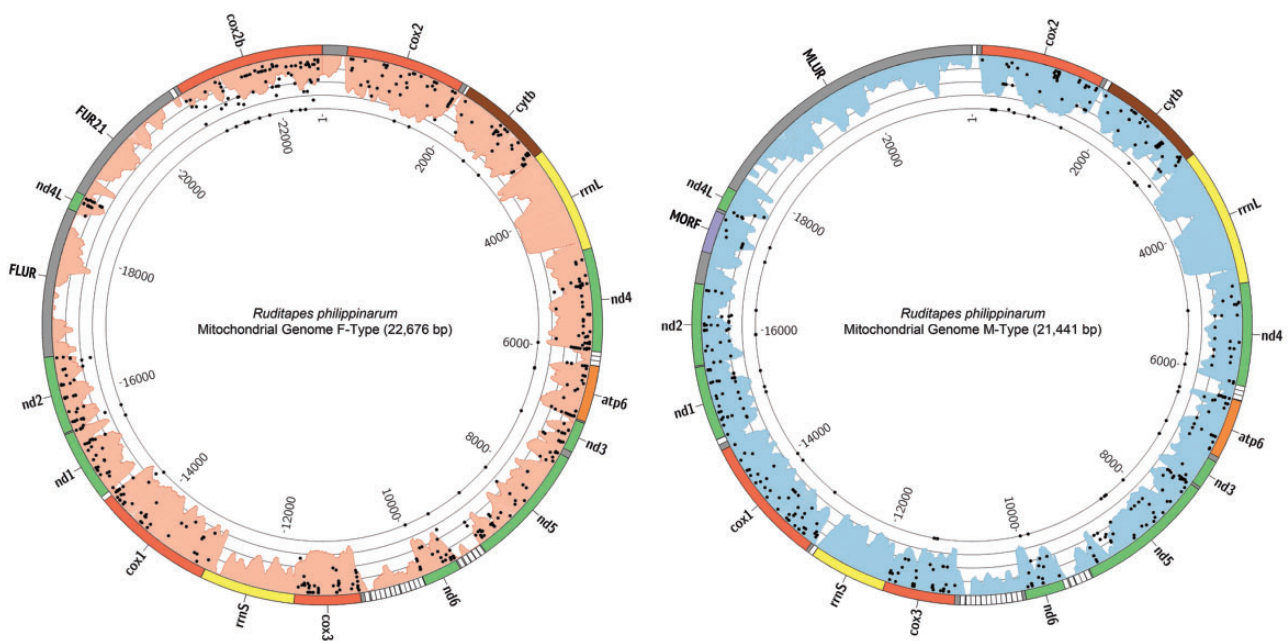 cox2b
cox2
cytb
rrnL
nd4
atp6
nd3
nd5
nd6
cox3
rrnS
cox1
nd1
nd2
FLUR
nd4L
FUR21
1-
2000-
4000-
6000-
8000-
10000-
-12000
-14000
-16000
-18000
-20000
-22000
Ruditapes philippinarum
Mitochondrial Genome F-Type (22,676 bp)
MLUR
cox2
cytb
rrnL
nd4
atp6
nd3
nd5
nd6
cox3
rrnS
cox1
nd1
nd2
MORF
nd4L
1-
2000-
4000-
6000-
8000-
10000-
-12000
-14000
-16000
-18000
-20000
Ruditapes philippinarum
Mitochondrial Genome M-Type (21,441 bp)